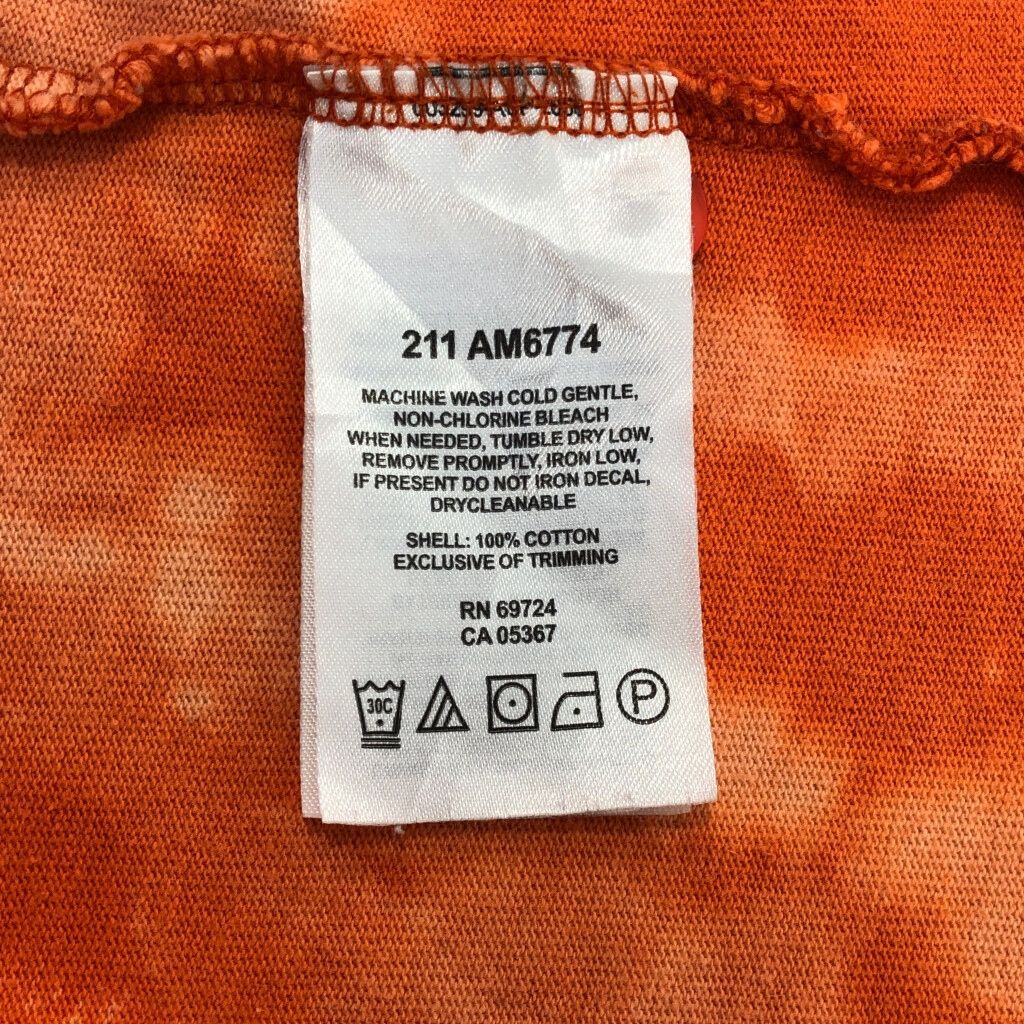 211 AM6774
MACHINE WASH COLD GENTLE,
NON-CHLORINE BLEACH
WHEN NEEDED, TUMBLE DRY LOW,
REMOVE PROMPTLY, IRON LOW,
IF PRESENT DO NOT IRON DECAL,
DRYCLEANABLE
SHELL: 100% COTTON
EXCLUSIVE OF TRIMMING
RN 69724
CA 05367
30C P